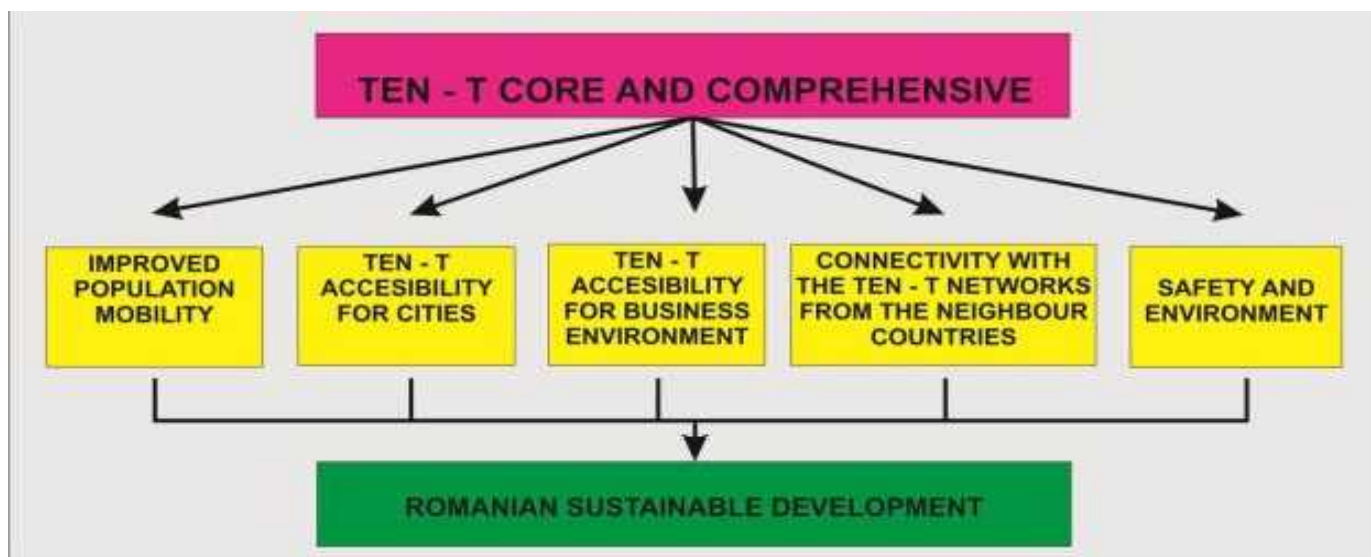 TEN - T CORE AND COMPREHENSIVE
IMPROVED
POPULATION
MOBILITY
TEN - T
ACCESIBILITY
FOR CITIES
TEN - T
ACCESIBILITY
FOR BUSINESS
ENVIRONMENT
CONNECTIVITY WITH
THE TEN - T NETWORKS
FROM THE NEIGHBOUR
COUNTRIES
SAFETY AND
ENVIRONMENT
ROMANIAN SUSTAINABLE DEVELOPMENT